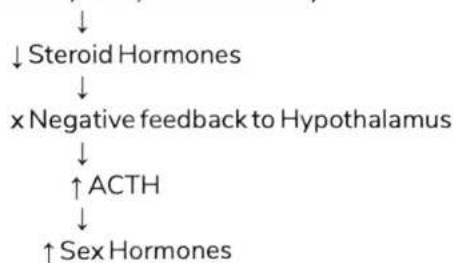 ↓
↓ Steroid Hormones
↓
x Negative feedback to Hypothalamus
↓
↑ ACTH
↓
↑ Sex Hormones